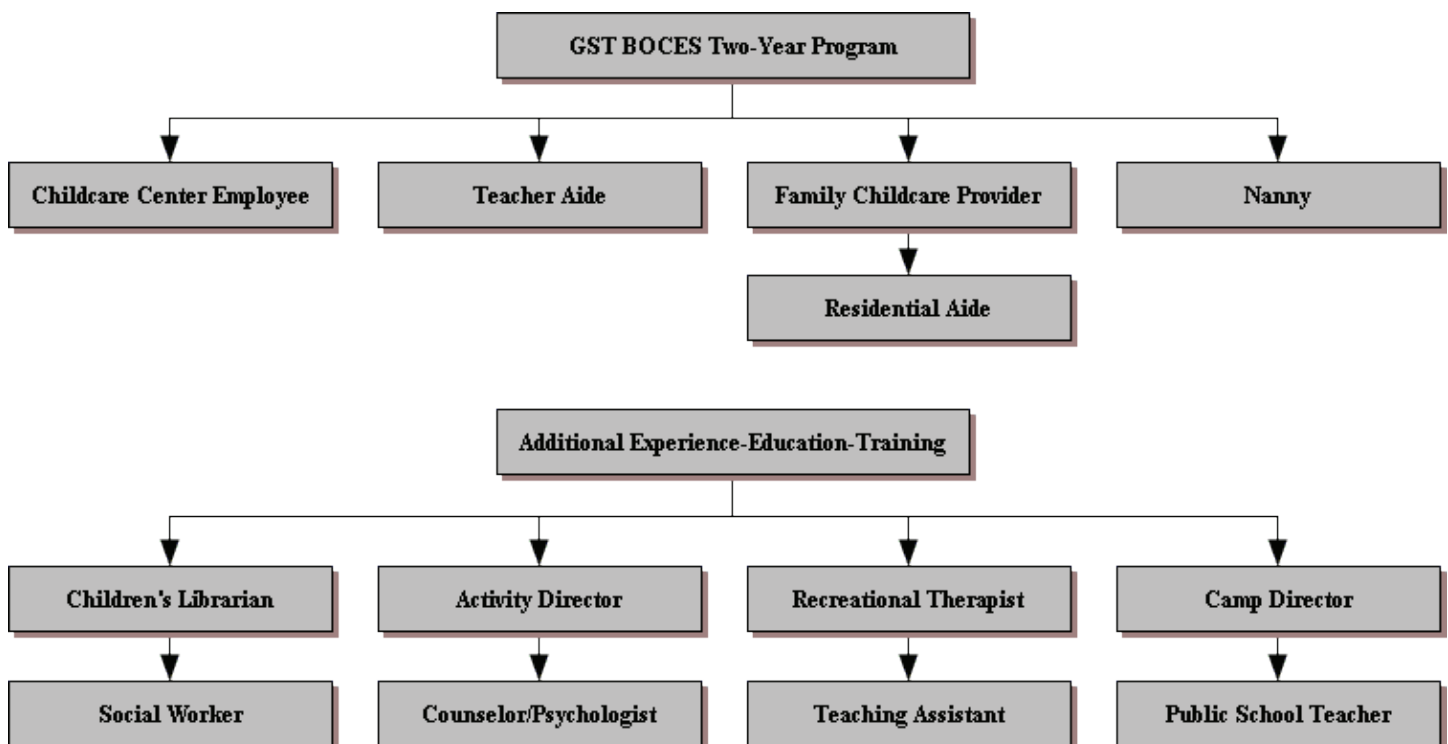 GST BOCES Two-Year Program
Childcare Center Employee
Teacher Aide
Family Childcare Provider
Nanny
Residential Aide
Additional Experience-Education-Training
Children's Librarian
Activity Director
Recreational Therapist
Camp Director
Social Worker
Counselor/Psychologist
Teaching Assistant
Public School Teacher